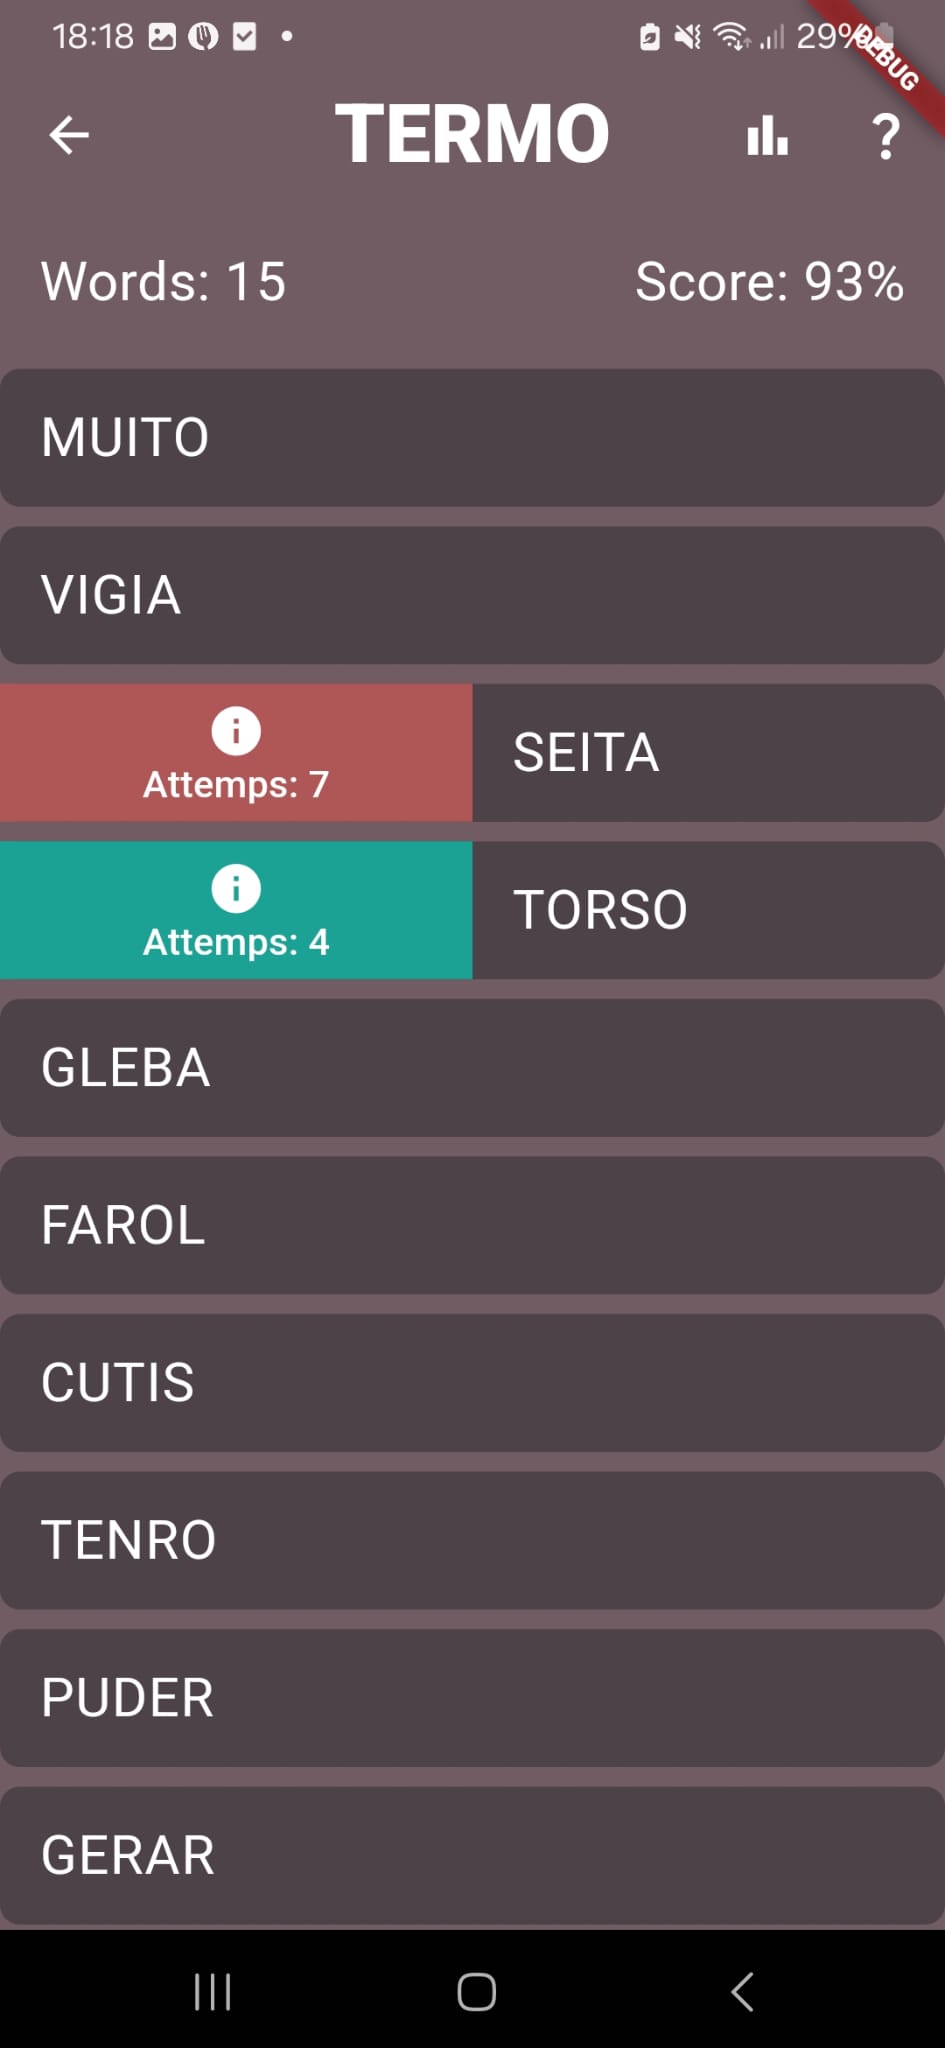 18:18
29%
DEBUG
TERMO
?
Words: 15
Score: 93%
MUITO
VIGIA
Attemps: 7
SEITA
Attemps: 4
TORSO
GLEBA
FAROL
CUTIS
TENRO
PUDER
GERAR